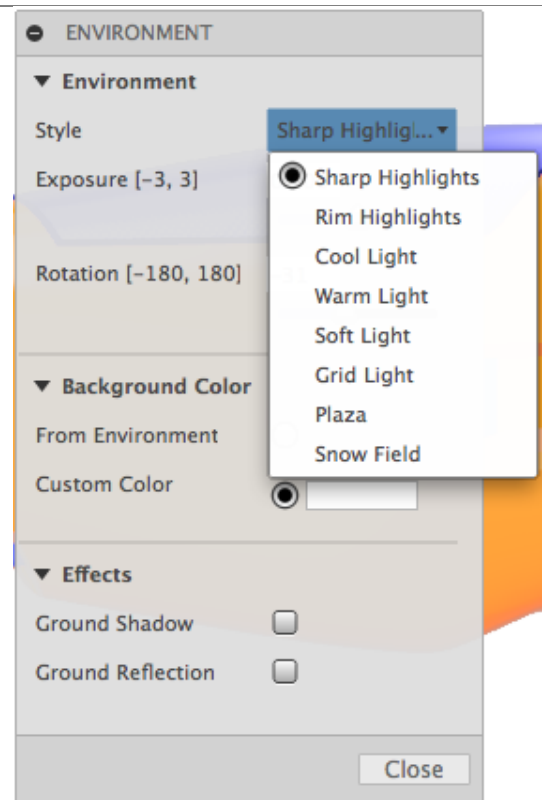 ENVIRONMENT
Environment
Style
Sharp Highlig...
Exposure [-3, 3]
Sharp Highlights
Rim Highlights
Cool Light
Rotation [-180, 180]
Warm Light
Soft Light
Grid Light
Background Color
Plaza
From Environment
Snow Field
Custom Color
Effects
Ground Shadow
Ground Reflection
Close